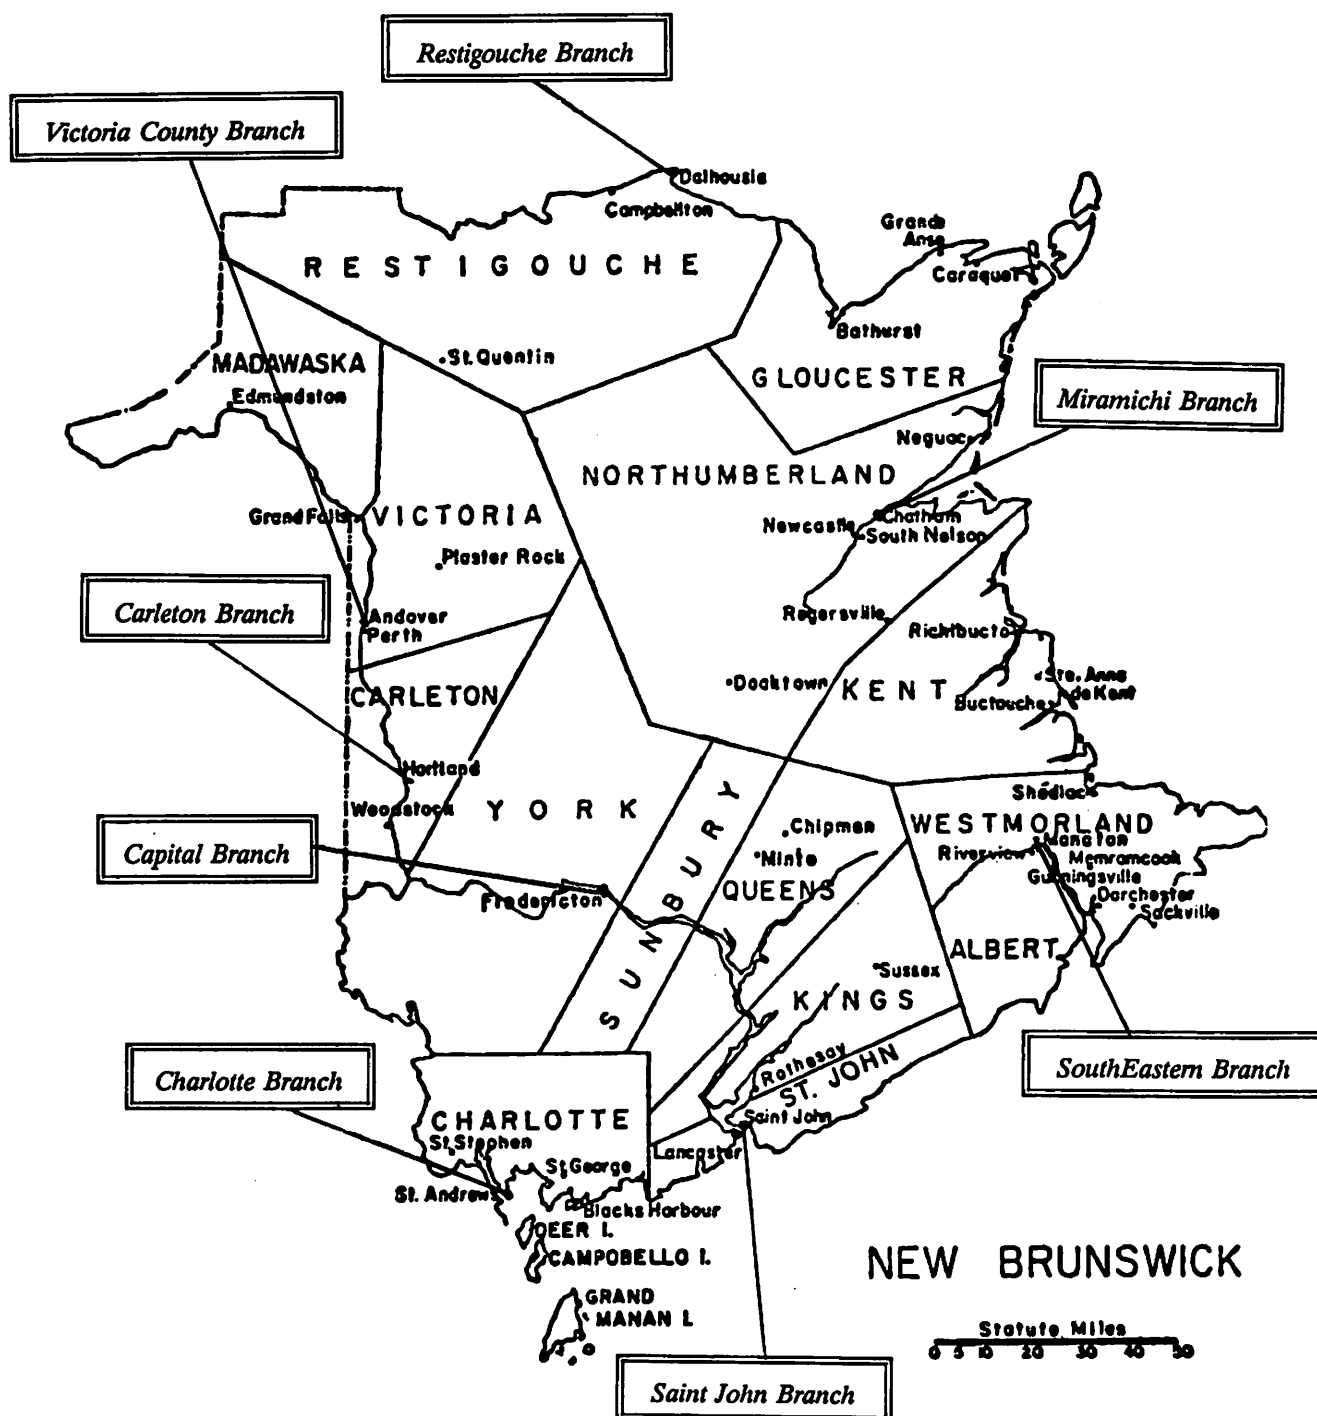 Restigouche Branch
Victoria County Branch
Dalhousie
Campbellton
Grande
Anse
Caraquet
RESTIGOUCHE
Bathurst
St. Quentin
MADAWASKA
GLOUCESTER
Edmundston
Miramichi Branch
Neguac
NORTHUMBERLAND
Grand Falls
VICTORIA
Chatham
Newcastle
South Nelson
Plaster Rock
Carleton Branch
Andover
Perth
Rogersville
Richibucto
Doaktown
KENT
Ste. Anne
de Kent
CARLETON
Buctouche
Hartland
Shediac
Woodstock
YORK
SUNBURY
Chipman
WESTMORLAND
Capital Branch
Minto
Moncton
Riverview
Memramcook
Gunningsville
QUEENS
Dorchester
Fredericton
Sackville
ALBERT
Sussex
KINGS
Charlotte Branch
Rothesay
ST. JOHN
SouthEastern Branch
CHARLOTTE
Saint John
St. Stephen
Lancaster
St. George
St. Andrews
Blacks Harbour
DEER I.
CAMPOBELLO I.
NEW BRUNSWICK
GRAND
MANAN I.
Statute Miles
0 5 10 20 30 40 50
Saint John Branch